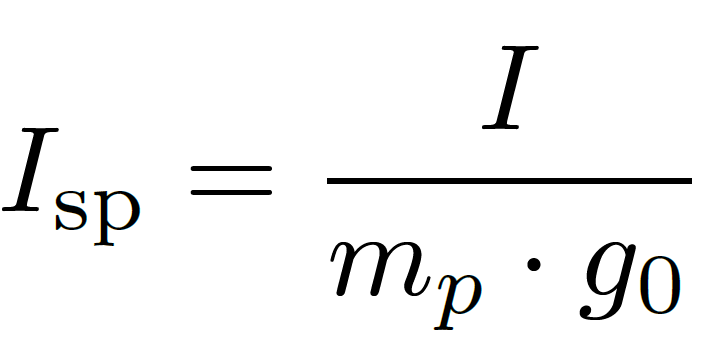 I_sp = I / (m_p · g_0)